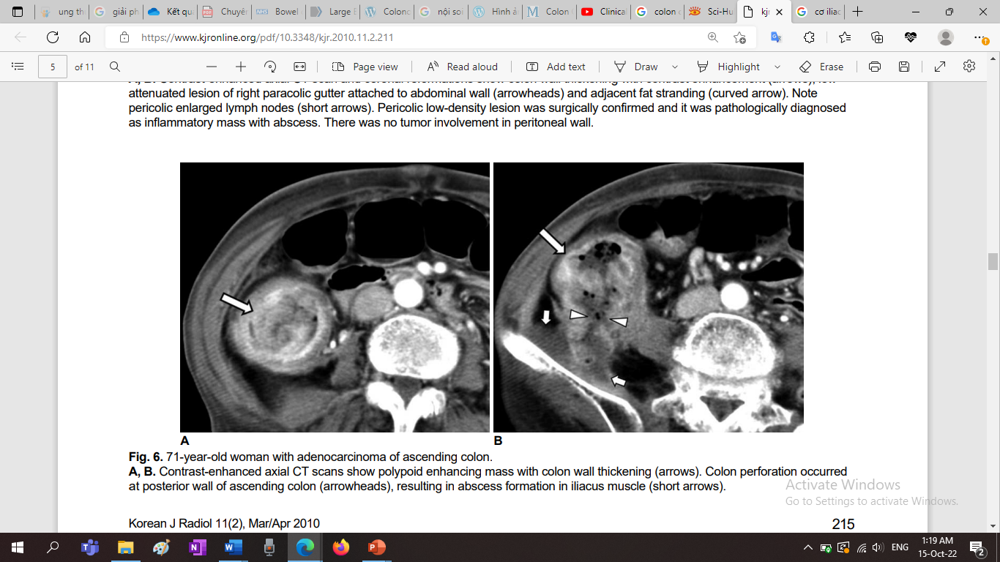 ung th
giải ph
Kết qu
Chuyên
Bowel
Large B
Colono
nội soi
Hình ả
Colon
Clinical
colon c
Sci-Hu
kjr
cơ iliac
https://www.kjronline.org/pdf/10.3348/kjr.2010.11.2.211
5 of 11
Page view
Read aloud
Add text
Draw
Highlight
Erase
attenuated lesion of right paracolic gutter attached to abdominal wall (arrowheads) and adjacent fat stranding (curved arrow). Note
pericolic enlarged lymph nodes (short arrows). Pericolic low-density lesion was surgically confirmed and it was pathologically diagnosed
as inflammatory mass with abscess. There was no tumor involvement in peritoneal wall.
A
B
Fig. 6. 71-year-old woman with adenocarcinoma of ascending colon.
A, B. Contrast-enhanced axial CT scans show polypoid enhancing mass with colon wall thickening (arrows). Colon perforation occurred
at posterior wall of ascending colon (arrowheads), resulting in abscess formation in iliacus muscle (short arrows).
Activate Windows
Go to Settings to activate Windows.
Korean J Radiol 11(2), Mar/Apr 2010
215
ENG
1:19 AM
15-Oct-22
2